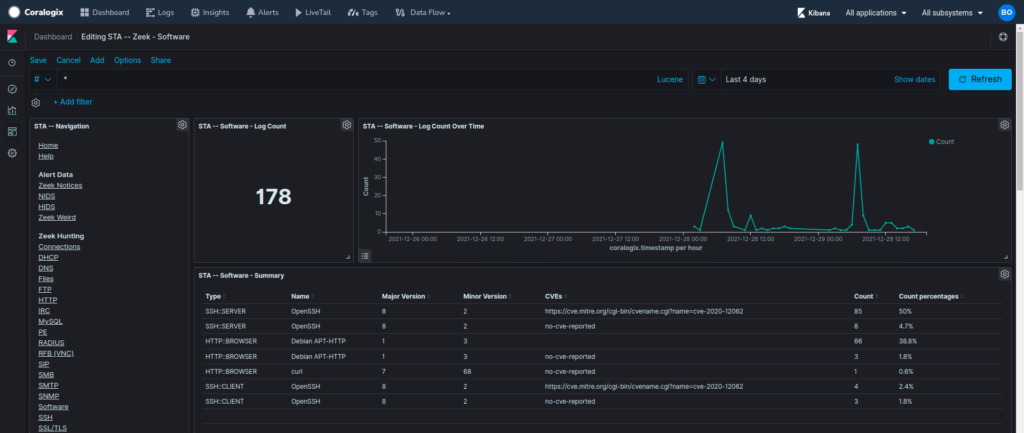 Coralogix Dashboard Logs Insights Alerts LiveTail Tags Data Flow Kibana All applications All subsystems BO
Dashboard / Editing STA -- Zeek - Software
Save Cancel Add Options Share
# * Lucene Last 4 days Show dates Refresh
+ Add filter
STA -- Navigation
Home
Help
Alert Data
Zeek Notices
NIDS
HIDS
Zeek Weird
Zeek Hunting
Connections
DHCP
DNS
Files
FTP
HTTP
IRC
MySQL
PE
RADIUS
RFB (VNC)
SIP
SMB
SMTP
SNMP
Software
SSH
SSL/TLS
STA -- Software - Log Count
178
STA -- Software - Log Count Over Time
Count
50
40
30
20
10
0
2021-12-26 00:00 2021-12-26 12:00 2021-12-27 00:00 2021-12-27 12:00 2021-12-28 00:00 2021-12-28 12:00 2021-12-29 00:00 2021-12-29 12:00
coralogix.timestamp per hour
Count
STA -- Software - Summary
Type Name Major Version Minor Version CVEs Count Count percentages
SSH::SERVER OpenSSH 8 2 https://cve.mitre.org/cgi-bin/cvename.cgi?name=cve-2020-12062 85 50%
SSH::SERVER OpenSSH 8 2 no-cve-reported 8 4.7%
HTTP::BROWSER Debian APT-HTTP 1 3 66 38.8%
HTTP::BROWSER Debian APT-HTTP 1 3 no-cve-reported 3 1.8%
HTTP::BROWSER curl 7 68 no-cve-reported 1 0.6%
SSH::CLIENT OpenSSH 8 2 https://cve.mitre.org/cgi-bin/cvename.cgi?name=cve-2020-12062 4 2.4%
SSH::CLIENT OpenSSH 8 2 no-cve-reported 3 1.8%